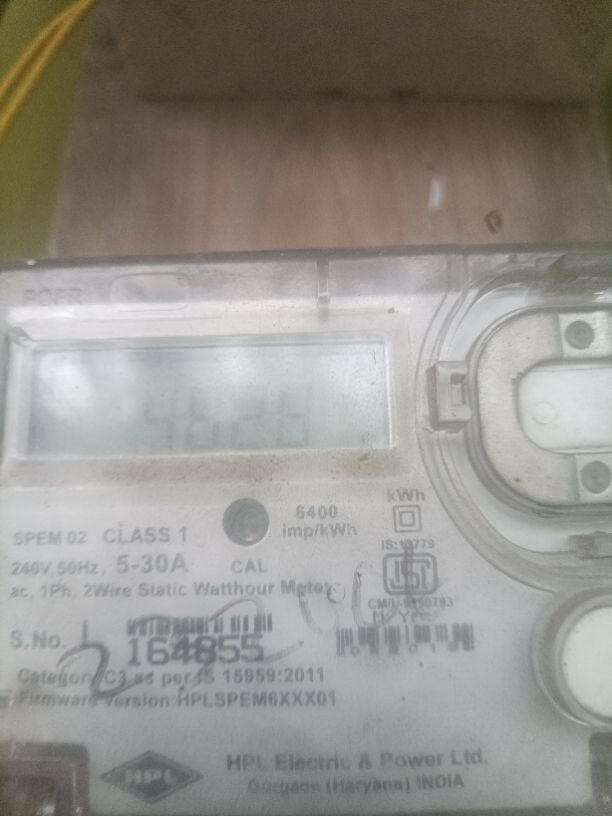 6400
imp/kWh
kWh
SPEM 02 CLASS 1
240V, 50Hz, 5-30A CAL
ac, 1Ph, 2Wire Static Watthour Meter
S.No.
164855
Category C3 as per IS 15959:2011
Firmware version:HPLSPEM6XXX01
HPL
HPL Electric & Power Ltd.
Gurgaon (Haryana) INDIA